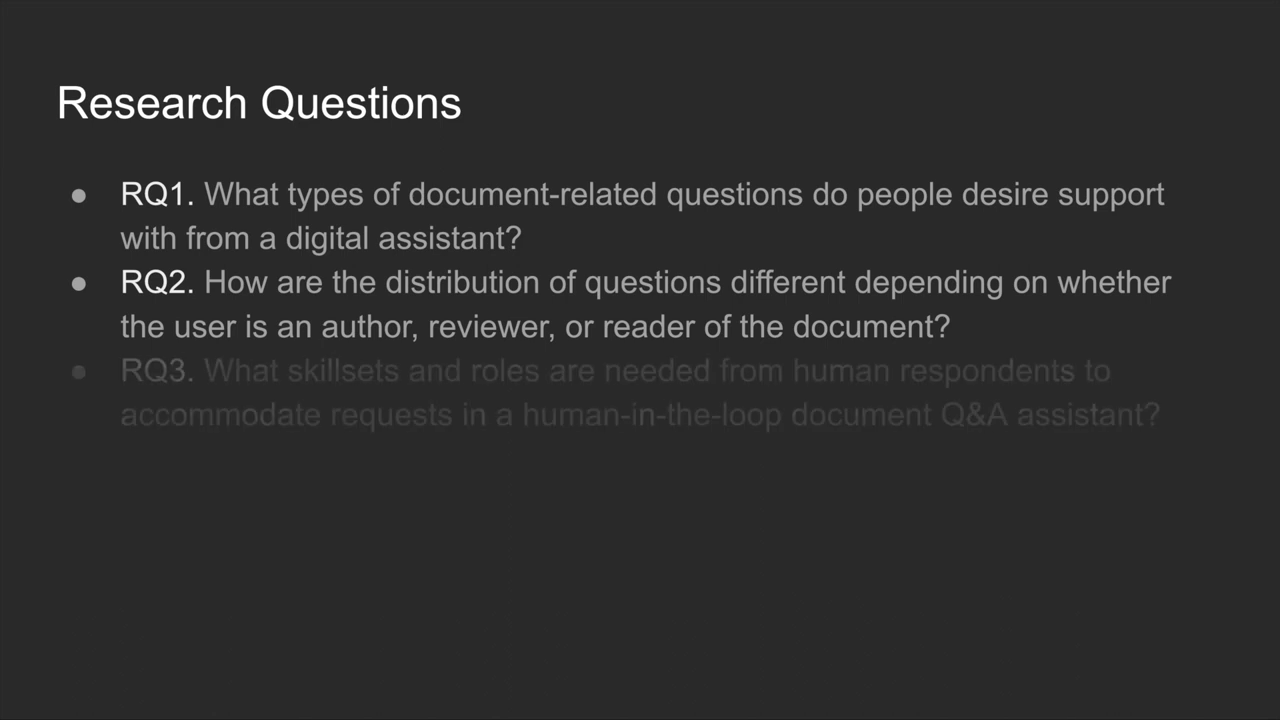 Research Questions
● RQ1. What types of document-related questions do people desire support
with from a digital assistant?
● RQ2. How are the distribution of questions different depending on whether
the user is an author, reviewer, or reader of the document?
● RQ3. What skillsets and roles are needed from human respondents to
accommodate requests in a human-in-the-loop document Q&A assistant?